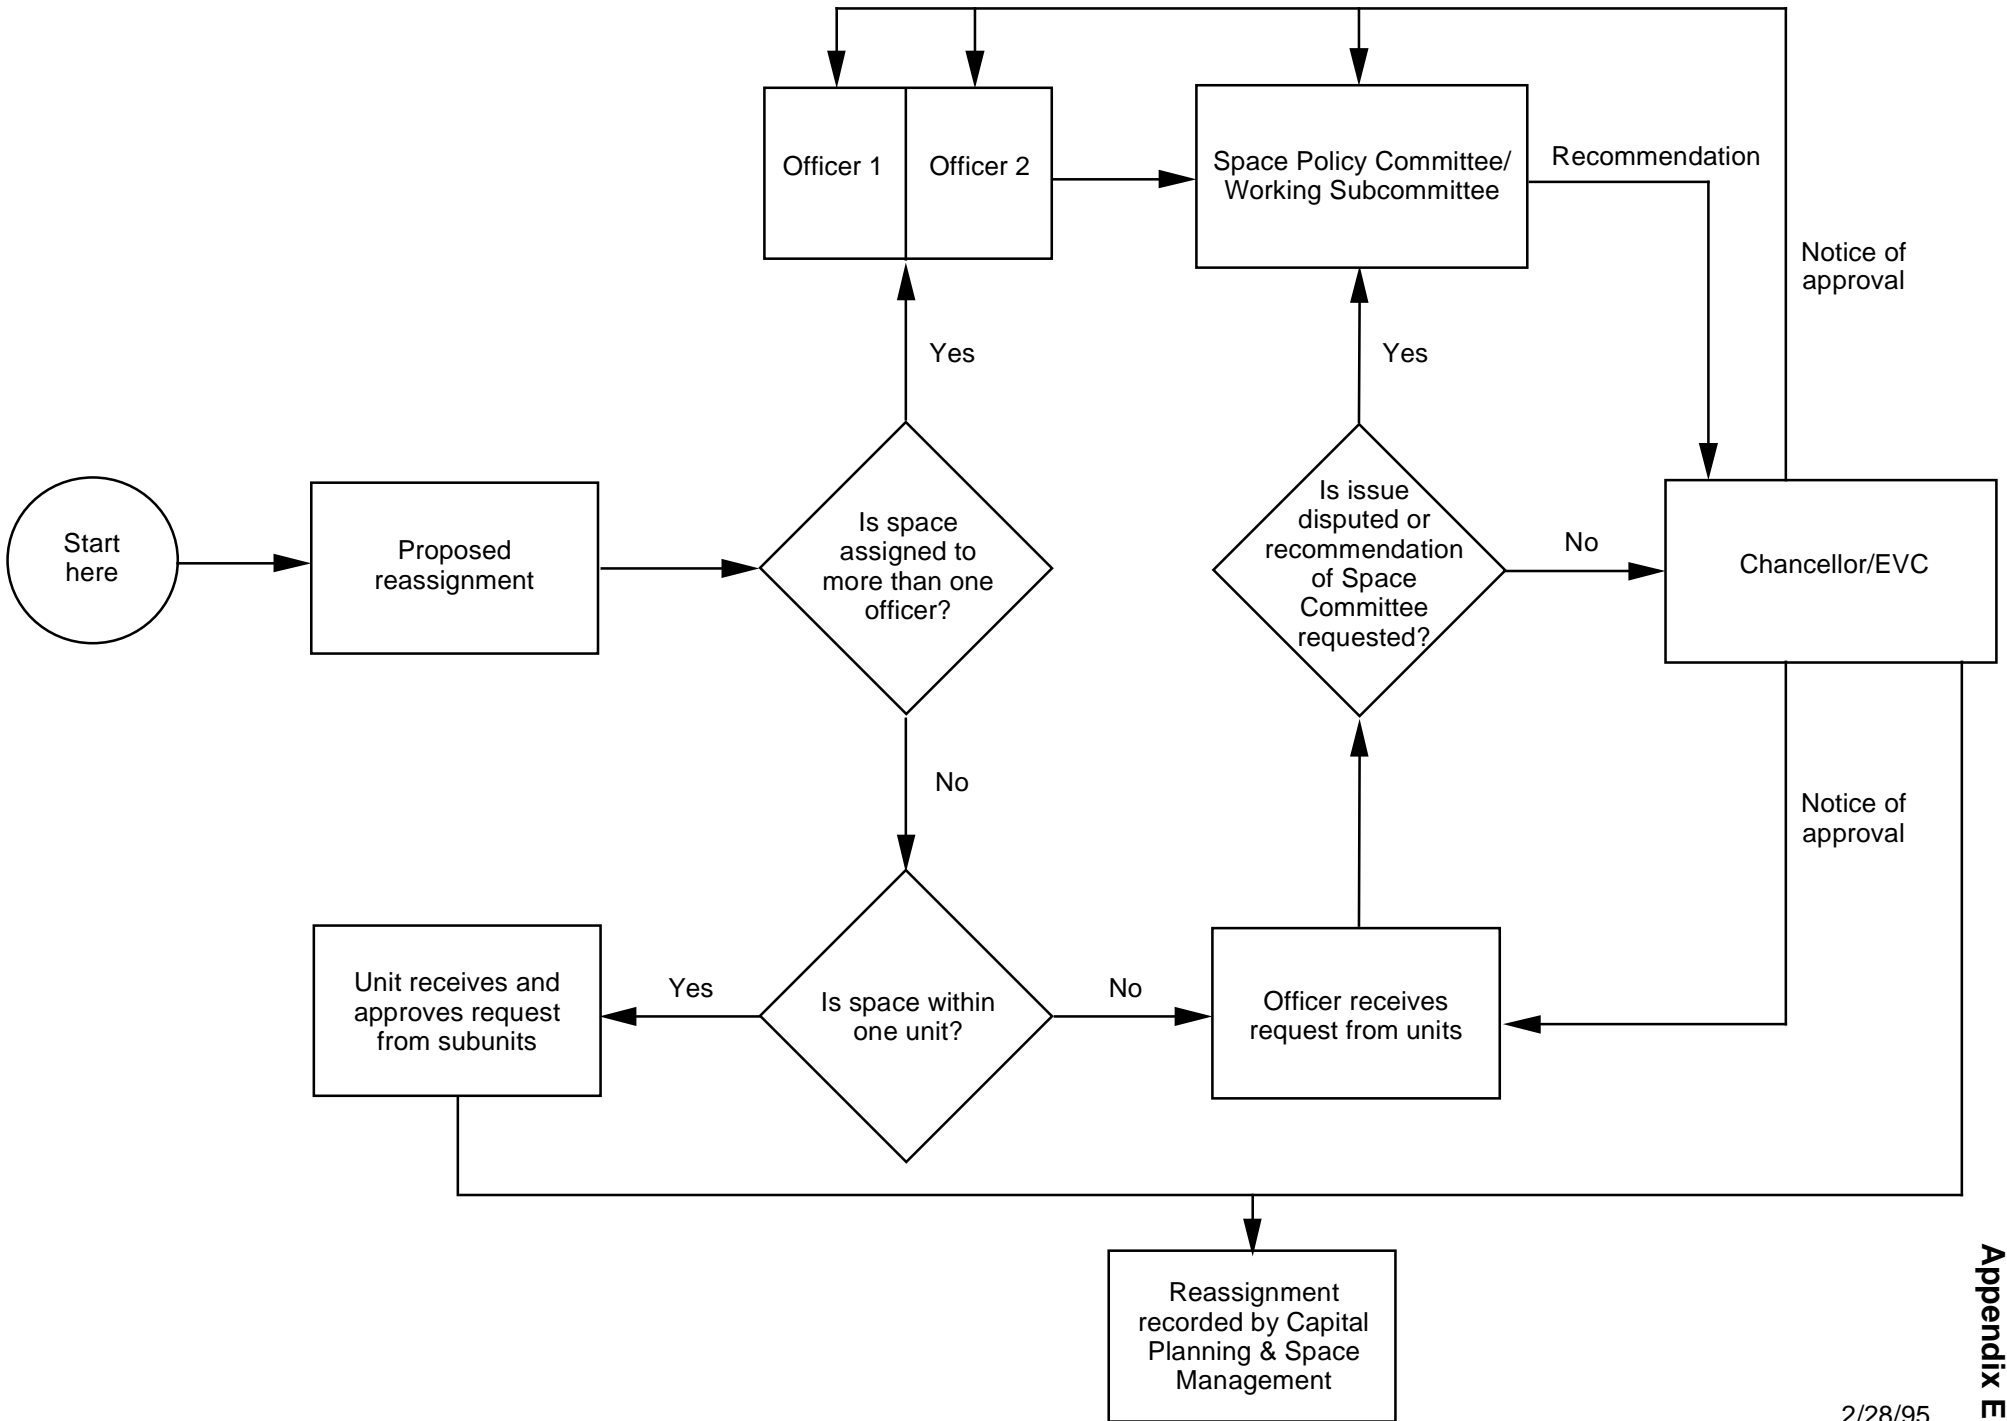 Officer 1
Officer 2
Space Policy Committee/
Working Subcommittee
Recommendation
Notice of
approval
Yes
Yes
Start
here
Proposed
reassignment
Is space
assigned to
more than one
officer?
Is issue
disputed or
recommendation
of Space
Committee
requested?
No
Chancellor/EVC
No
Notice of
approval
Unit receives and
approves request
from subunits
Yes
Is space within
one unit?
No
Officer receives
request from units
Reassignment
recorded by Capital
Planning & Space
Management
Appendix E
2/28/95